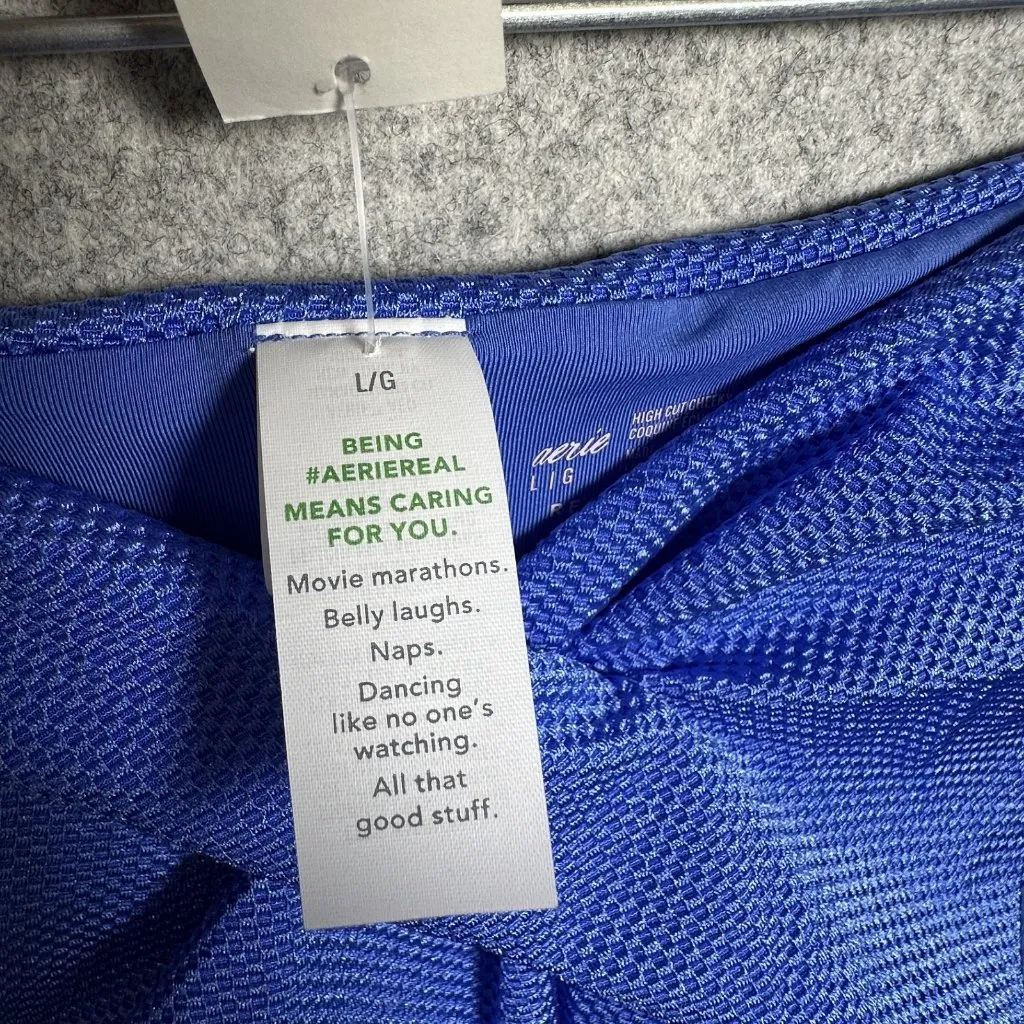 L/G
BEING
#AERIEREAL
MEANS CARING
FOR YOU.
Movie marathons.
Belly laughs.
Naps.
Dancing
like no one's
watching.
All that
good stuff.
aerie
L | G
HIGH CUT